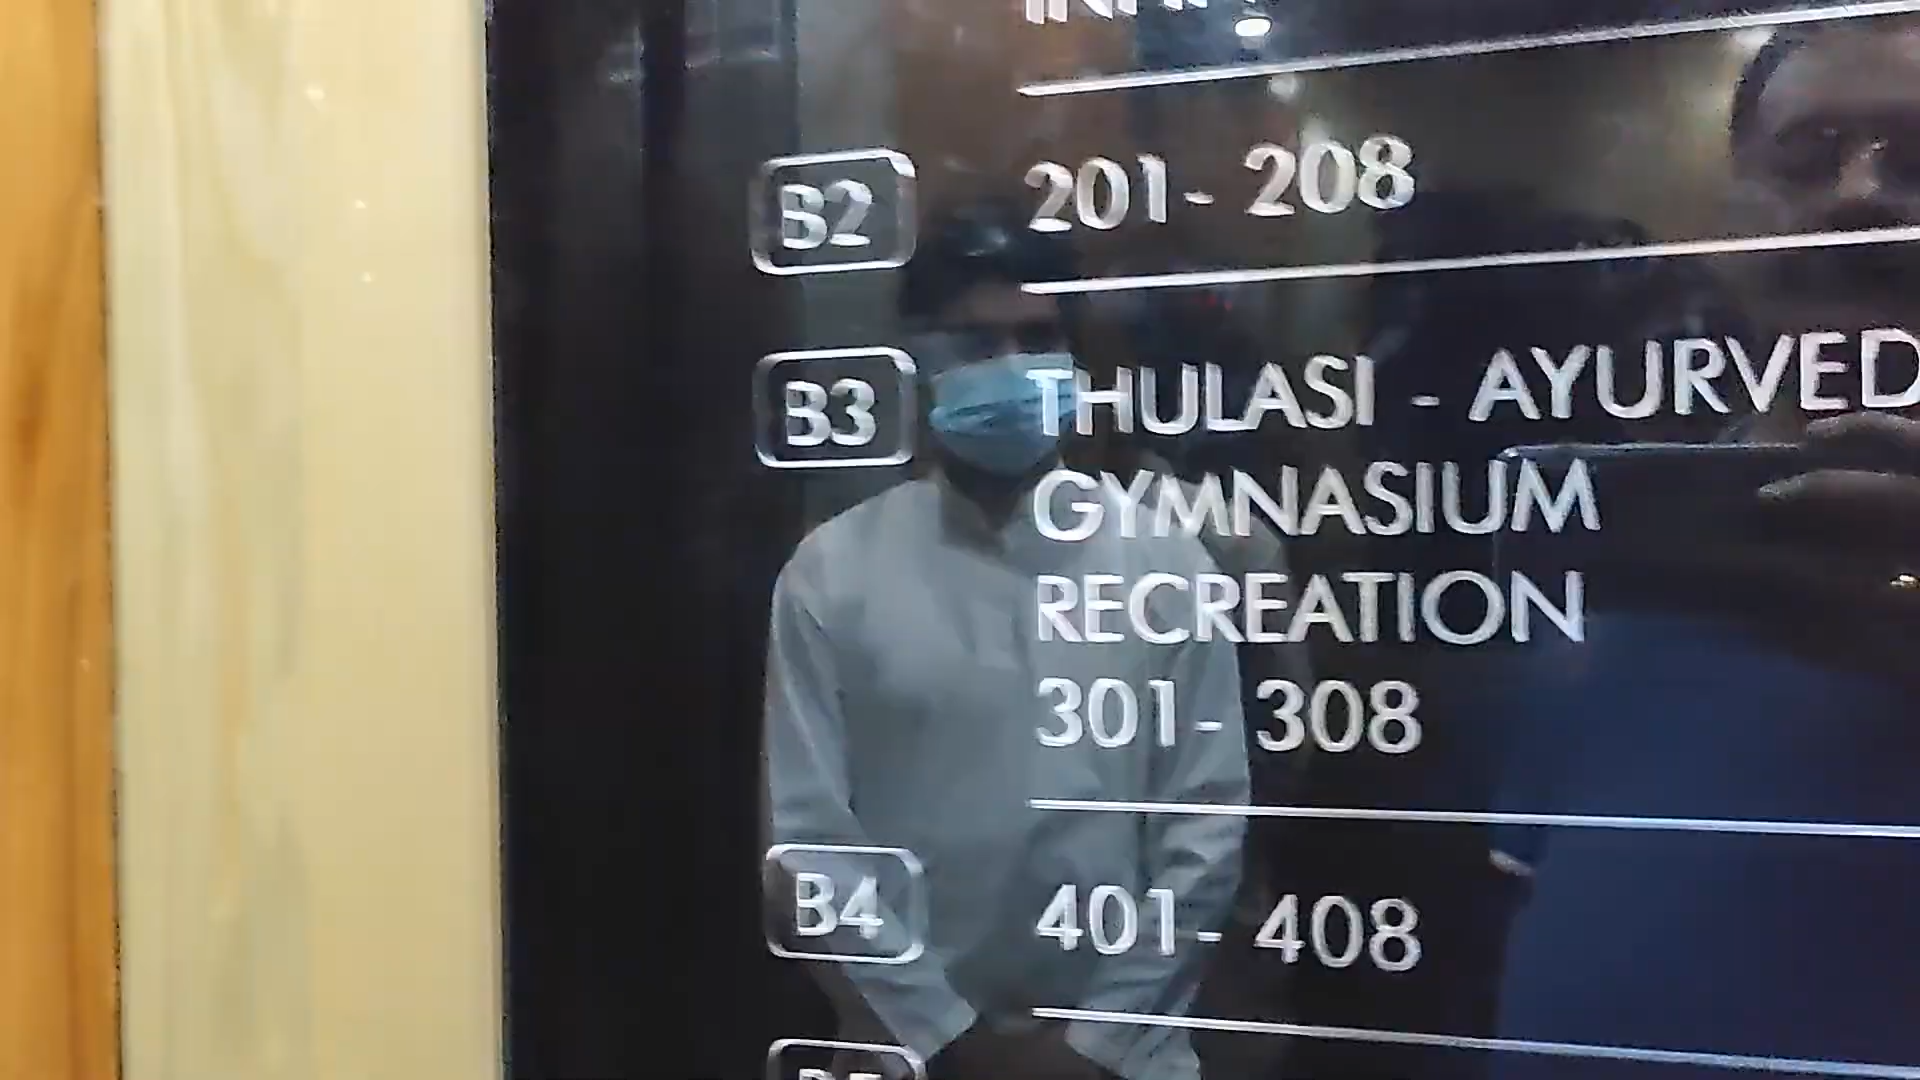 B2 201- 208
B3 THULASI - AYURVED
GYMNASIUM
RECREATION
301- 308
B4 401- 408